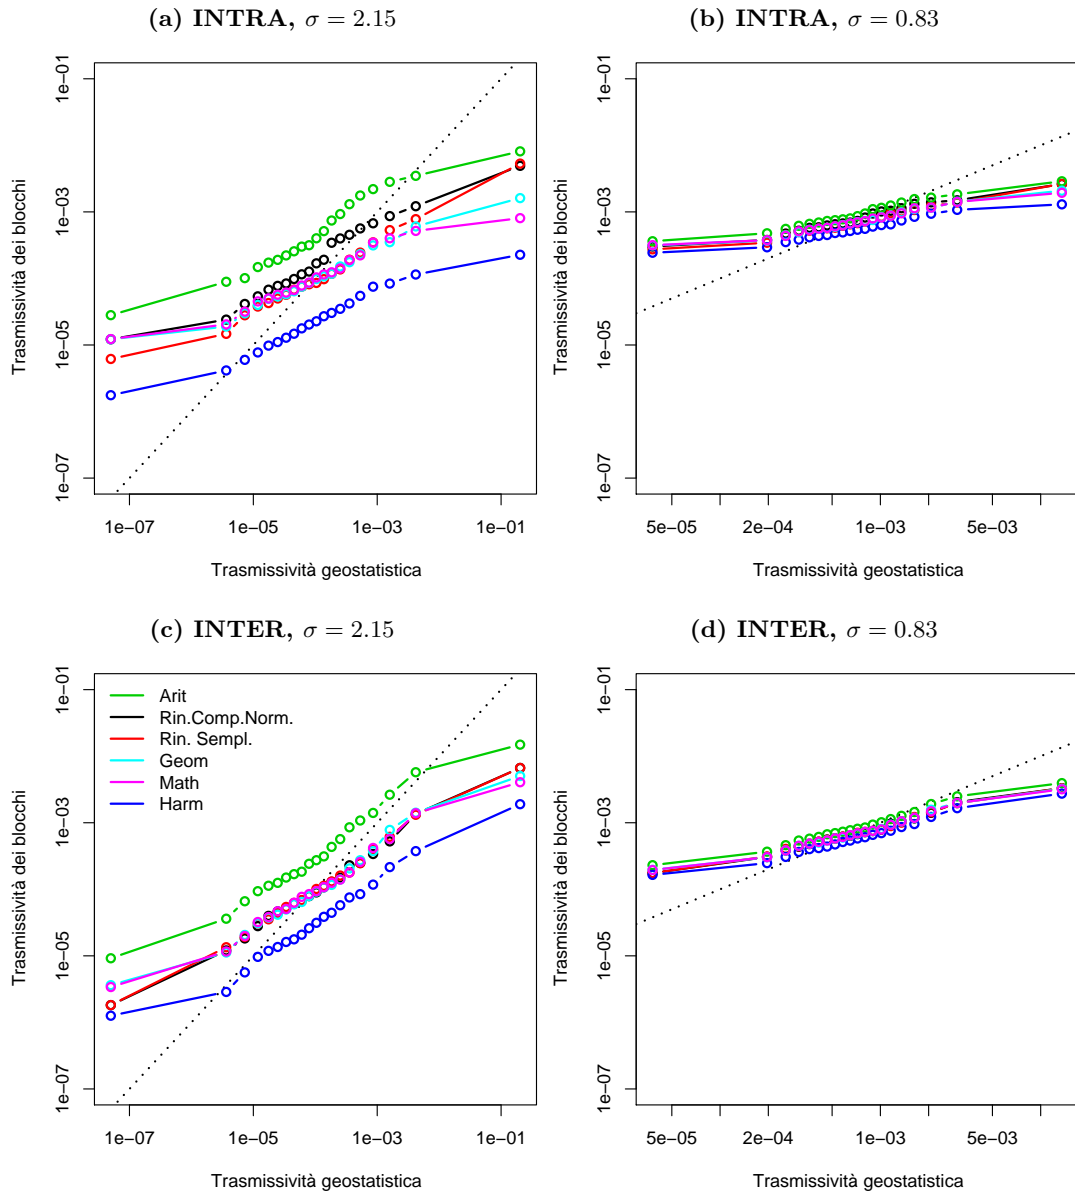 (a) INTRA, σ = 2.15
(b) INTRA, σ = 0.83
Trasmissività dei blocchi
1e−01
1e−03
1e−05
1e−07
1e−07 1e−05 1e−03 1e−01
Trasmissività geostatistica
Trasmissività dei blocchi
1e−01
1e−03
1e−05
1e−07
5e−05 2e−04 1e−03 5e−03
Trasmissività geostatistica
(c) INTER, σ = 2.15
(d) INTER, σ = 0.83
Trasmissività dei blocchi
1e−01
1e−03
1e−05
1e−07
Arit
Rin.Comp.Norm.
Rin. Sempl.
Geom
Math
Harm
1e−07 1e−05 1e−03 1e−01
Trasmissività geostatistica
Trasmissività dei blocchi
1e−01
1e−03
1e−05
1e−07
5e−05 2e−04 1e−03 5e−03
Trasmissività geostatistica